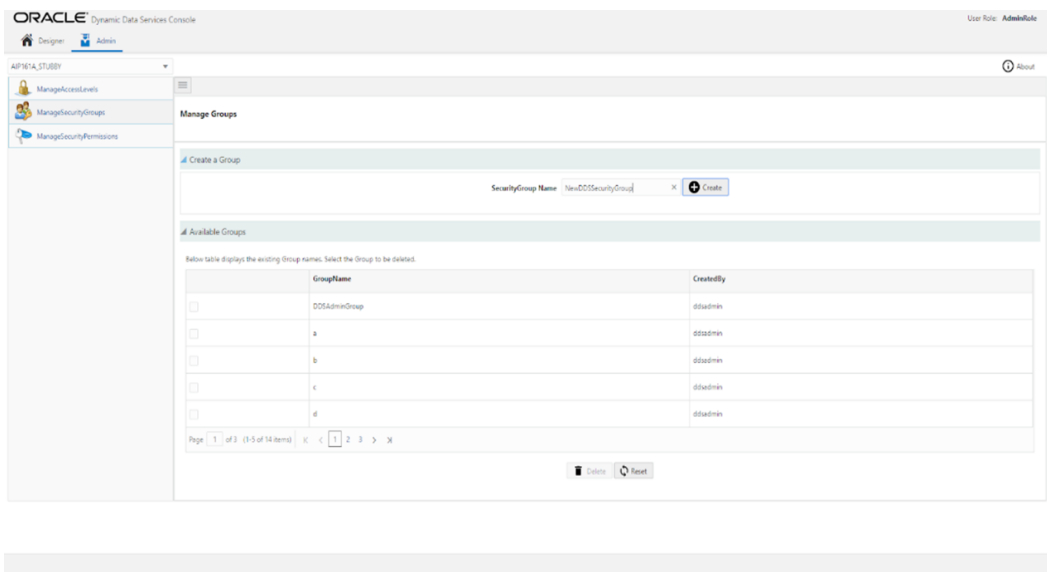 ORACLE® Dynamic Data Services Console
User Role: AdminRole
Designer Admin
AIP161A_STUBBY
About
ManageAccessLevels
ManageSecurityGroups
ManageSecurityPermissions
Manage Groups
Create a Group
SecurityGroup Name NewDDSSecurityGroup × Create
Available Groups
Below table displays the existing Group names. Select the Group to be deleted.
GroupName CreatedBy
DDSAdminGroup ddsadmin
a ddsadmin
b ddsadmin
c ddsadmin
d ddsadmin
Page 1 of 3 (1-5 of 14 items) 1 2 3
Delete Reset